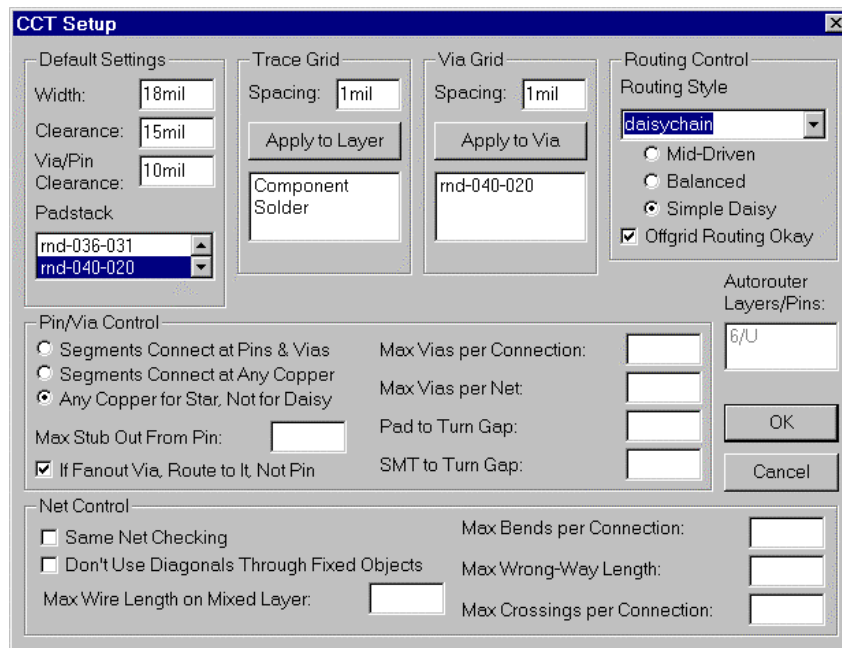 CCT Setup
Default Settings
Width: 18mil
Clearance: 15mil
Via/Pin
Clearance: 10mil
Padstack
rnd-036-031
rnd-040-020
Trace Grid
Spacing: 1mil
Apply to Layer
Component
Solder
Via Grid
Spacing: 1mil
Apply to Via
rnd-040-020
Routing Control
Routing Style
daisychain
Mid-Driven
Balanced
Simple Daisy
Offgrid Routing Okay
Autorouter
Layers/Pins:
6/U
Pin/Via Control
Segments Connect at Pins & Vias
Segments Connect at Any Copper
Any Copper for Star, Not for Daisy
Max Stub Out From Pin:
If Fanout Via, Route to It, Not Pin
Max Vias per Connection:
Max Vias per Net:
Pad to Turn Gap:
SMT to Turn Gap:
OK
Cancel
Net Control
Same Net Checking
Don't Use Diagonals Through Fixed Objects
Max Wire Length on Mixed Layer:
Max Bends per Connection:
Max Wrong-Way Length:
Max Crossings per Connection: